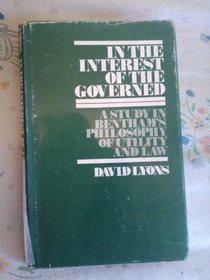 IN THE
INTEREST
OF THE
GOVERNED
A STUDY IN
BENTHAM'S
PHILOSOPHY
OF UTILITY
AND LAW
DAVID LYONS